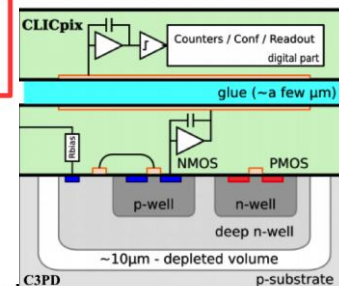 CLICpix
Counters / Conf / Readout
digital part
glue (~a few μm)
Rbias
NMOS
PMOS
p-well
n-well
deep n-well
~10μm - depleted volume
C3PD
p-substrate